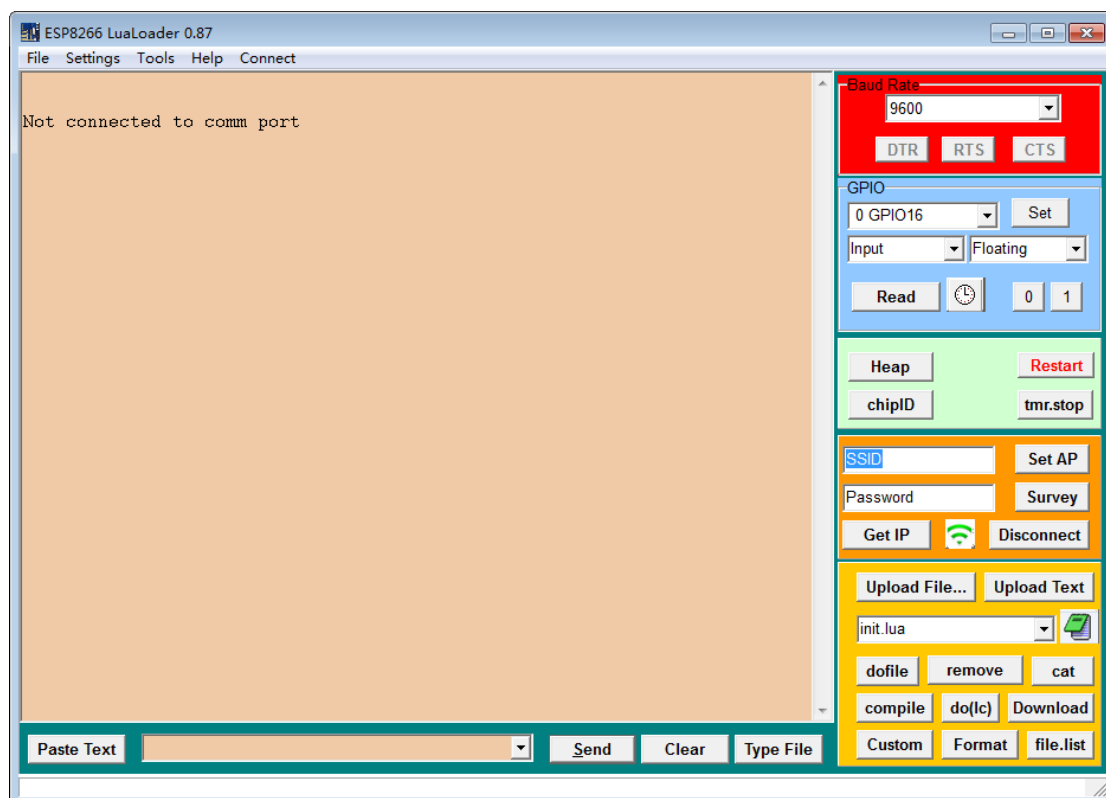 ESP8266 LuaLoader 0.87
File Settings Tools Help Connect
Not connected to comm port
Baud Rate
9600
DTR RTS CTS
GPIO
0 GPIO16 Set
Input Floating
Read 0 1
Heap Restart
chipID tmr.stop
SSID Set AP
Password Survey
Get IP Disconnect
Upload File... Upload Text
init.lua
dofile remove cat
compile do(lc) Download
Custom Format file.list
Paste Text Send Clear Type File